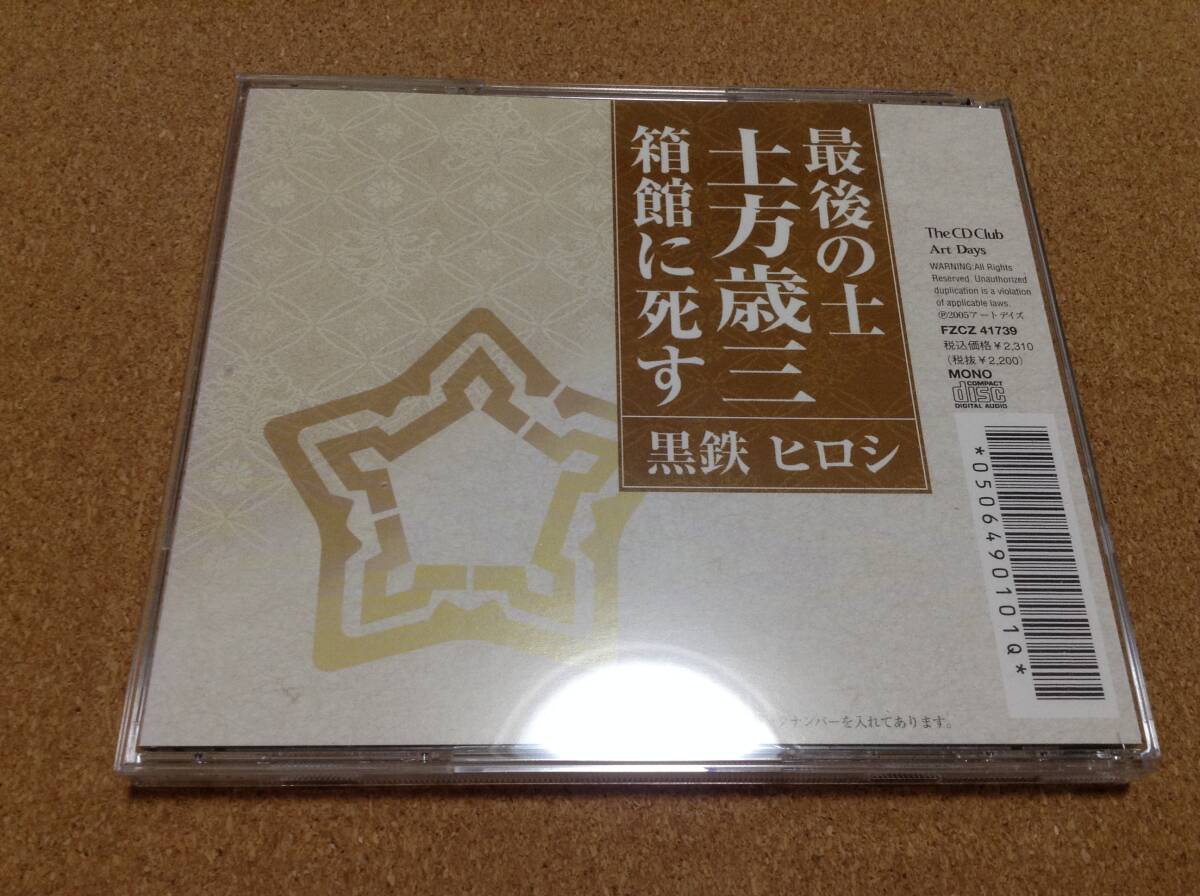 最後の士
土方歳三
箱館に死す
黒鉄 ヒロシ
The CD Club
Art Days
WARNING:All Rights
Reserved. Unauthorized
duplication is a violation
of applicable laws.
℗2005アートデイズ
FZCZ 41739
税込価格¥2,310
(税抜¥2,200)
MONO
COMPACT
disc
DIGITAL AUDIO
*0506490101Q*
ナンバーを入れてあります。